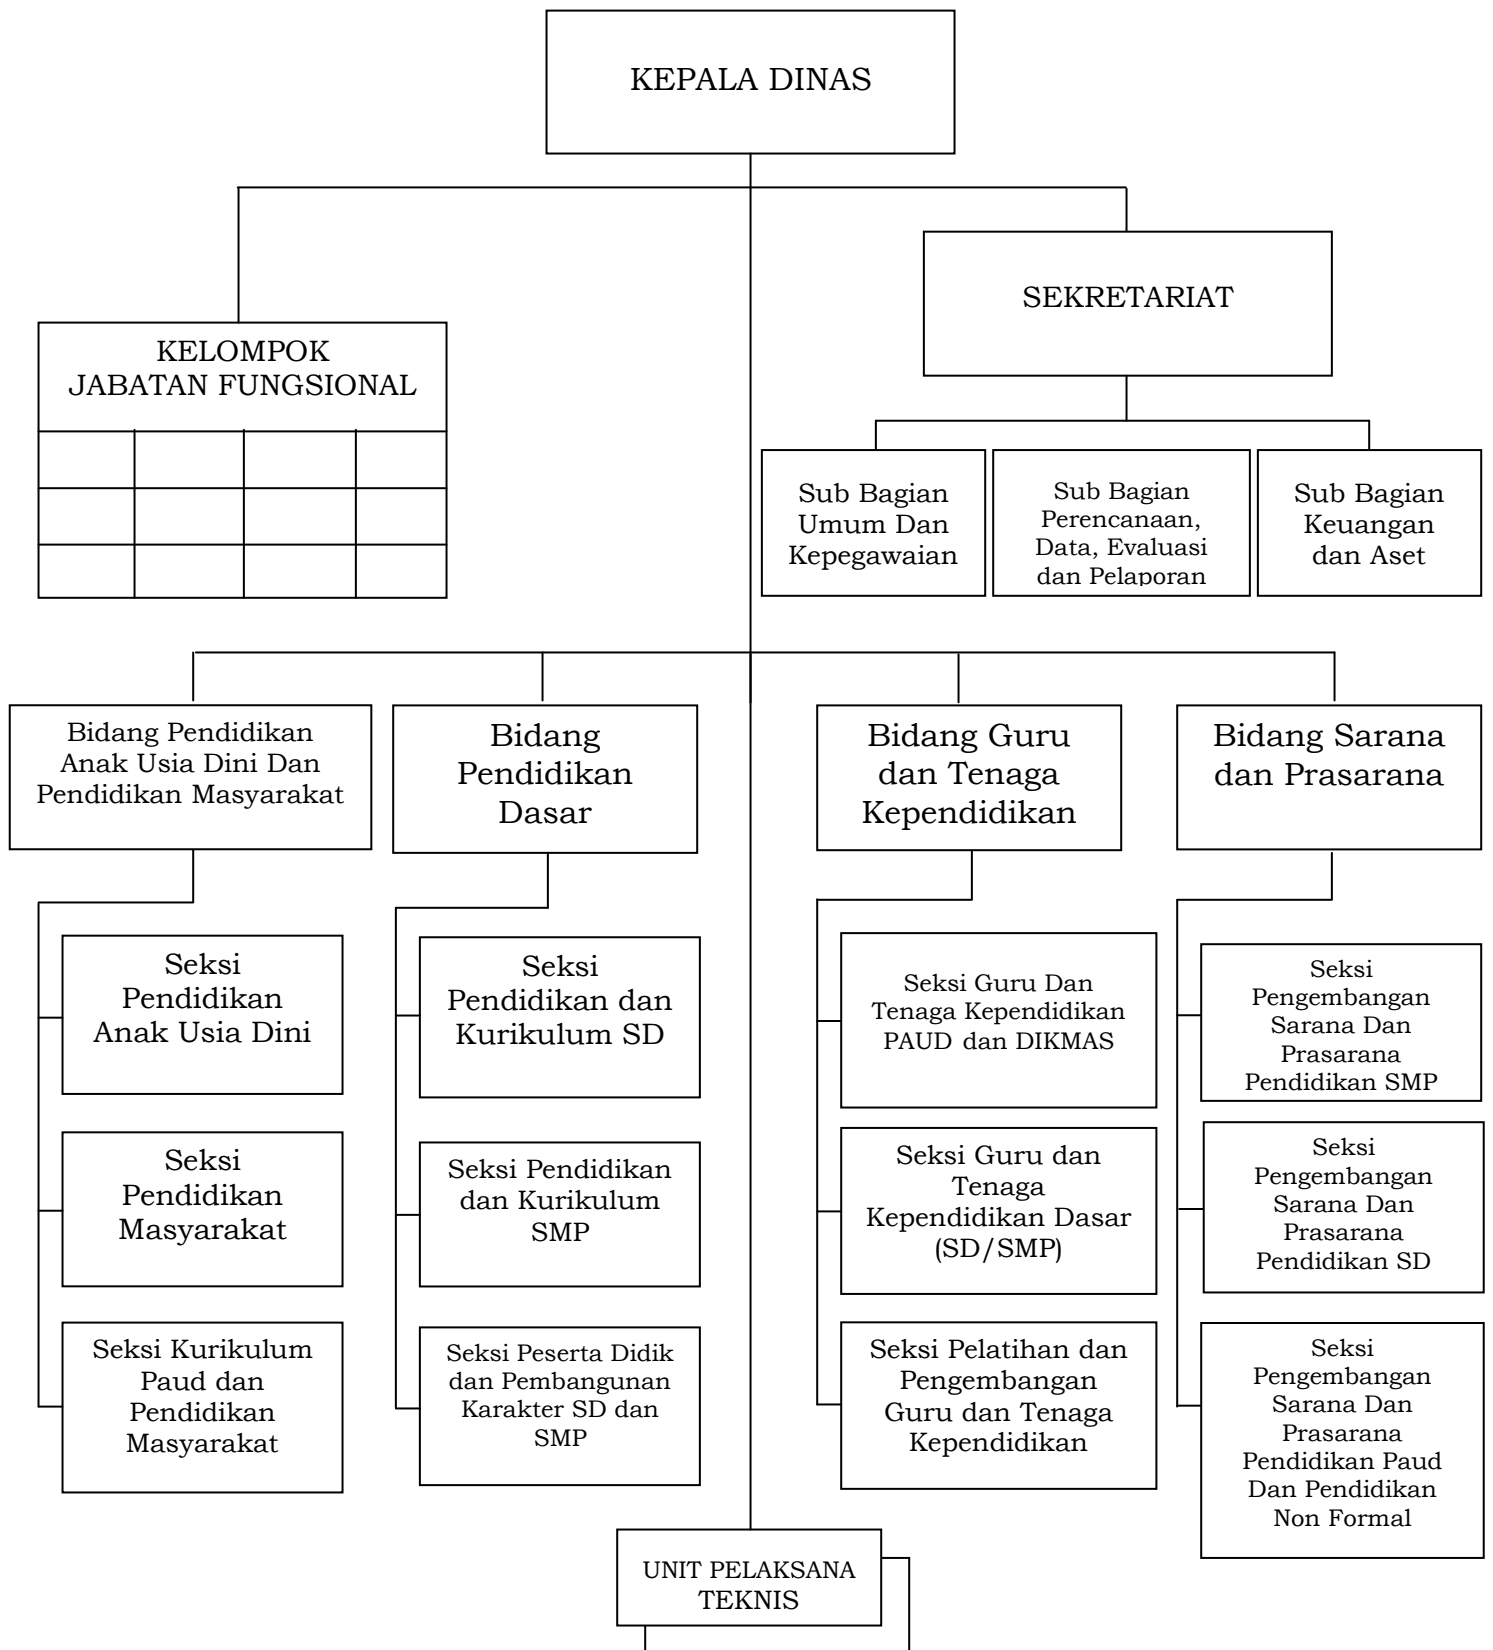 KEPALA DINAS
SEKRETARIAT
KELOMPOK
JABATAN FUNGSIONAL
Sub Bagian
Umum Dan
Kepegawaian
Sub Bagian
Perencanaan,
Data, Evaluasi
dan Pelaporan
Sub Bagian
Keuangan
dan Aset
Bidang Pendidikan
Anak Usia Dini Dan
Pendidikan Masyarakat
Bidang
Pendidikan
Dasar
Bidang Guru
dan Tenaga
Kependidikan
Bidang Sarana
dan Prasarana
Seksi
Pendidikan
Anak Usia Dini
Seksi
Pendidikan dan
Kurikulum SD
Seksi Guru Dan
Tenaga Kependidikan
PAUD dan DIKMAS
Seksi
Pengembangan
Sarana Dan
Prasarana
Pendidikan SMP
Seksi
Pendidikan
Masyarakat
Seksi Pendidikan
dan Kurikulum
SMP
Seksi Guru dan
Tenaga
Kependidikan Dasar
(SD/SMP)
Seksi
Pengembangan
Sarana Dan
Prasarana
Pendidikan SD
Seksi Kurikulum
Paud dan
Pendidikan
Masyarakat
Seksi Peserta Didik
dan Pembangunan
Karakter SD dan
SMP
Seksi Pelatihan dan
Pengembangan
Guru dan Tenaga
Kependidikan
Seksi
Pengembangan
Sarana Dan
Prasarana
Pendidikan Paud
Dan Pendidikan
Non Formal
UNIT PELAKSANA
TEKNIS